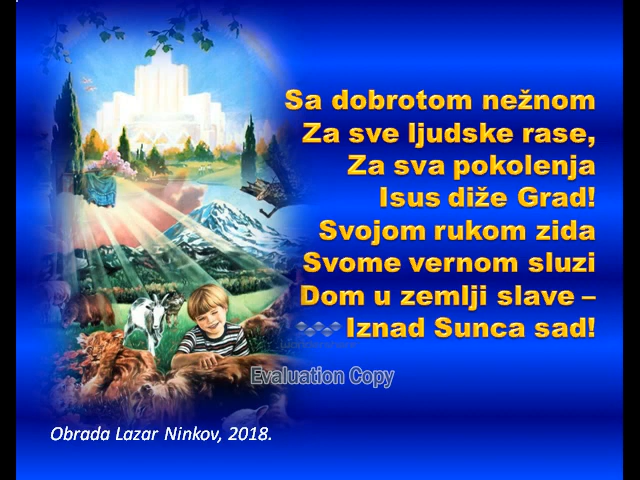 Sa dobrotom nežnom
Za sve ljudske rase,
Za sva pokolenja
Isus diže Grad!
Svojom rukom zida
Svome vernom sluzi
Dom u zemlji slave –
Iznad Sunca sad!
Wondershare
Evaluation Copy
Obrada Lazar Ninkov, 2018.